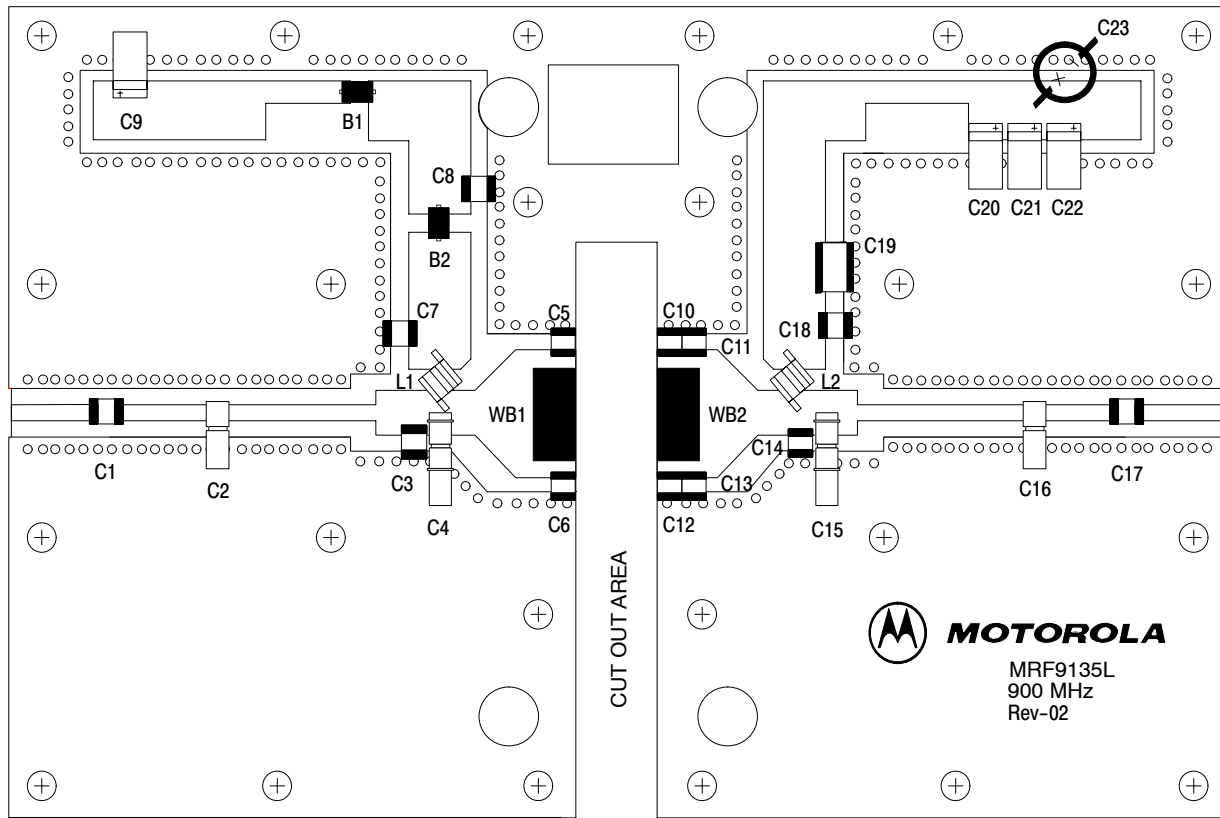 C23
C9
B1
C8
C20
C21
C22
B2
C19
C7
C5
C10
C18
C11
L1
L2
WB1
WB2
C14
C1
C2
C3
C13
C16
C17
C4
C6
C12
C15
CUT OUT AREA
MOTOROLA
MRF9135L
900 MHz
Rev-02